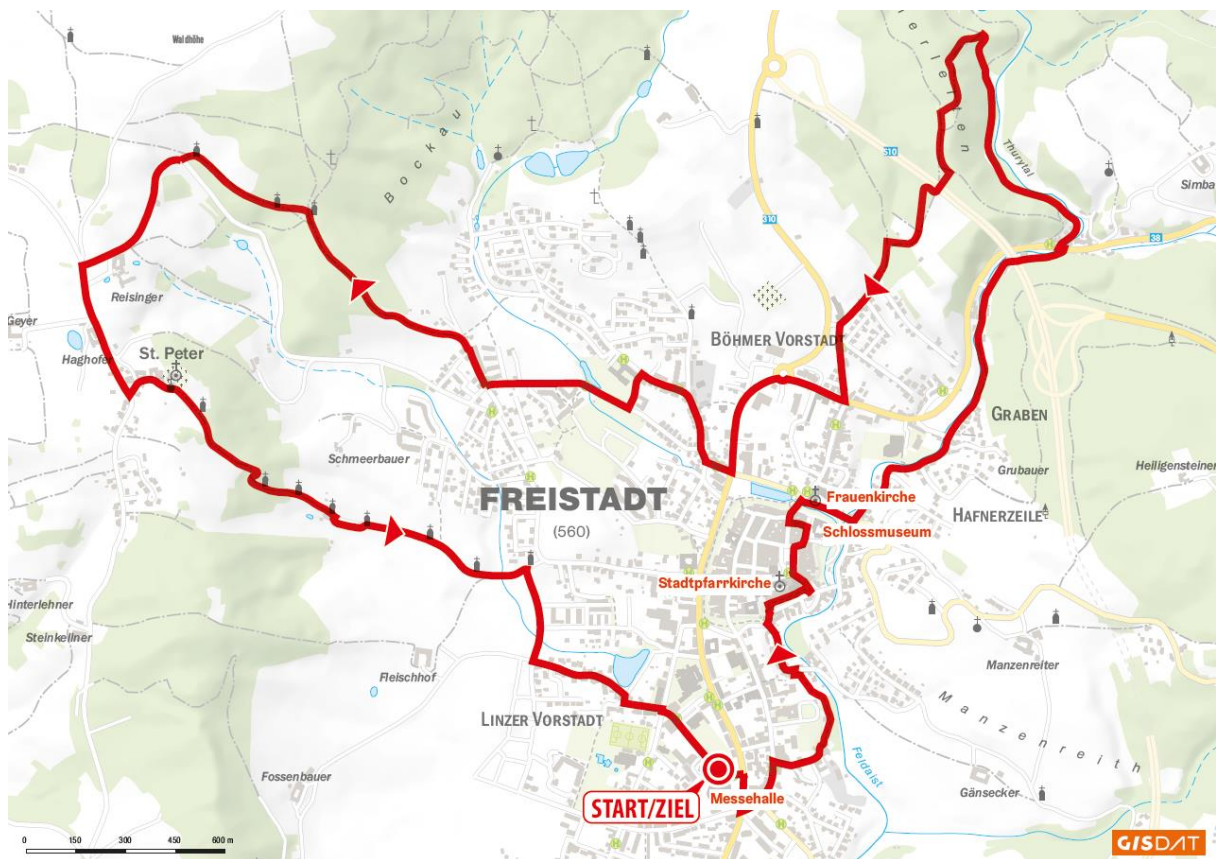 Waldhöhe
Bockau
erlerleiten
Thurytal
Simba
310
S10
38
Reisinger
Geyer
Haghofer
St. Peter
BÖHMER VORSTADT
GRABEN
Schmeerbauer
Grubauer
Heiligensteiner
FREISTADT
(560)
Frauenkirche
HAFNERZEILE
Schlossmuseum
Stadtpfarrkirche
Hinterlehner
Steinkellner
Fleischhof
Manzenreiter
LINZER VORSTADT
Manzenreith
Feldaist
Fossenbauer
START/ZIEL
Messehalle
Gänsecker
0 150 300 450 600 m
GISDAT